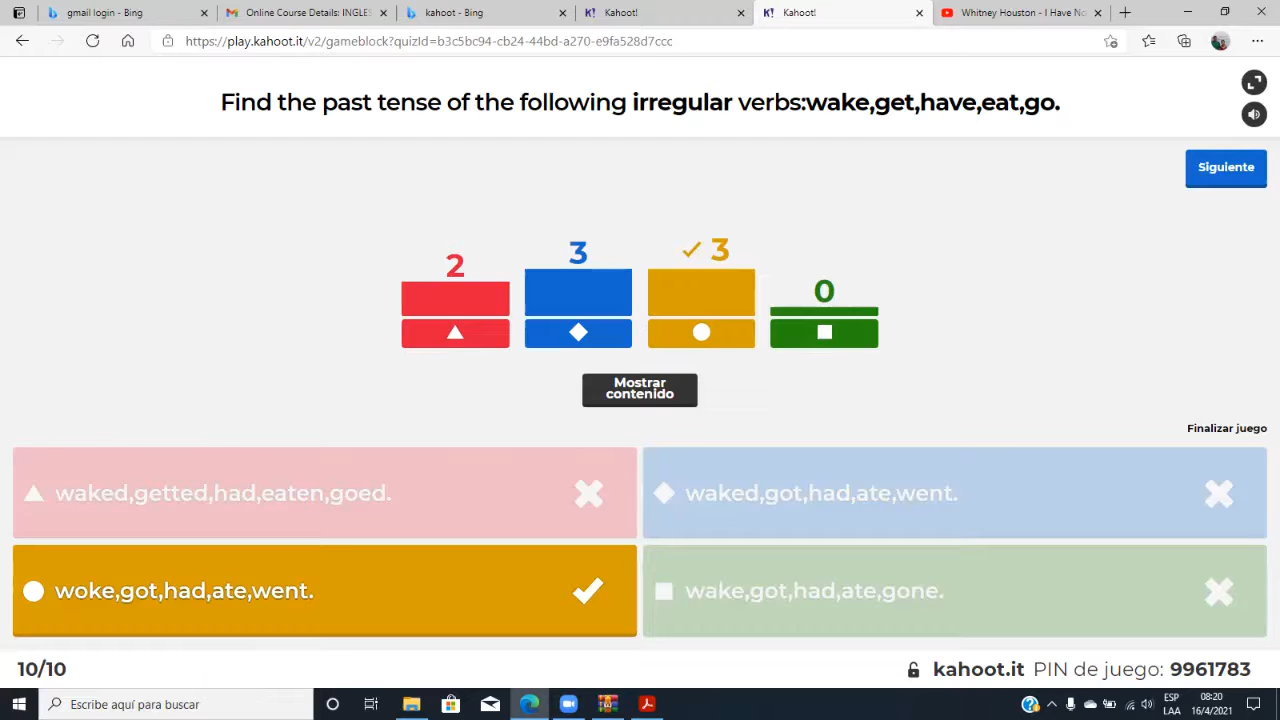 gmail login - Bing
Online Course Details: INGLES
kahoot - Bing
K! Kahoot!
K! Kahoot!
Whitney Houston - I Have No
https://play.kahoot.it/v2/gameblock?quizId=b3c5bc94-cb24-44bd-a270-e9fa528d7ccc
Find the past tense of the following irregular verbs:wake,get,have,eat,go.
Siguiente
2
3
3
0
Mostrar
contenido
Finalizar juego
waked,getted,had,eaten,goed.
waked,got,had,ate,went.
woke,got,had,ate,went.
wake,got,had,ate,gone.
10/10
kahoot.it PIN de juego: 9961783
Escribe aquí para buscar
ESP
LAA
08:20
16/4/2021